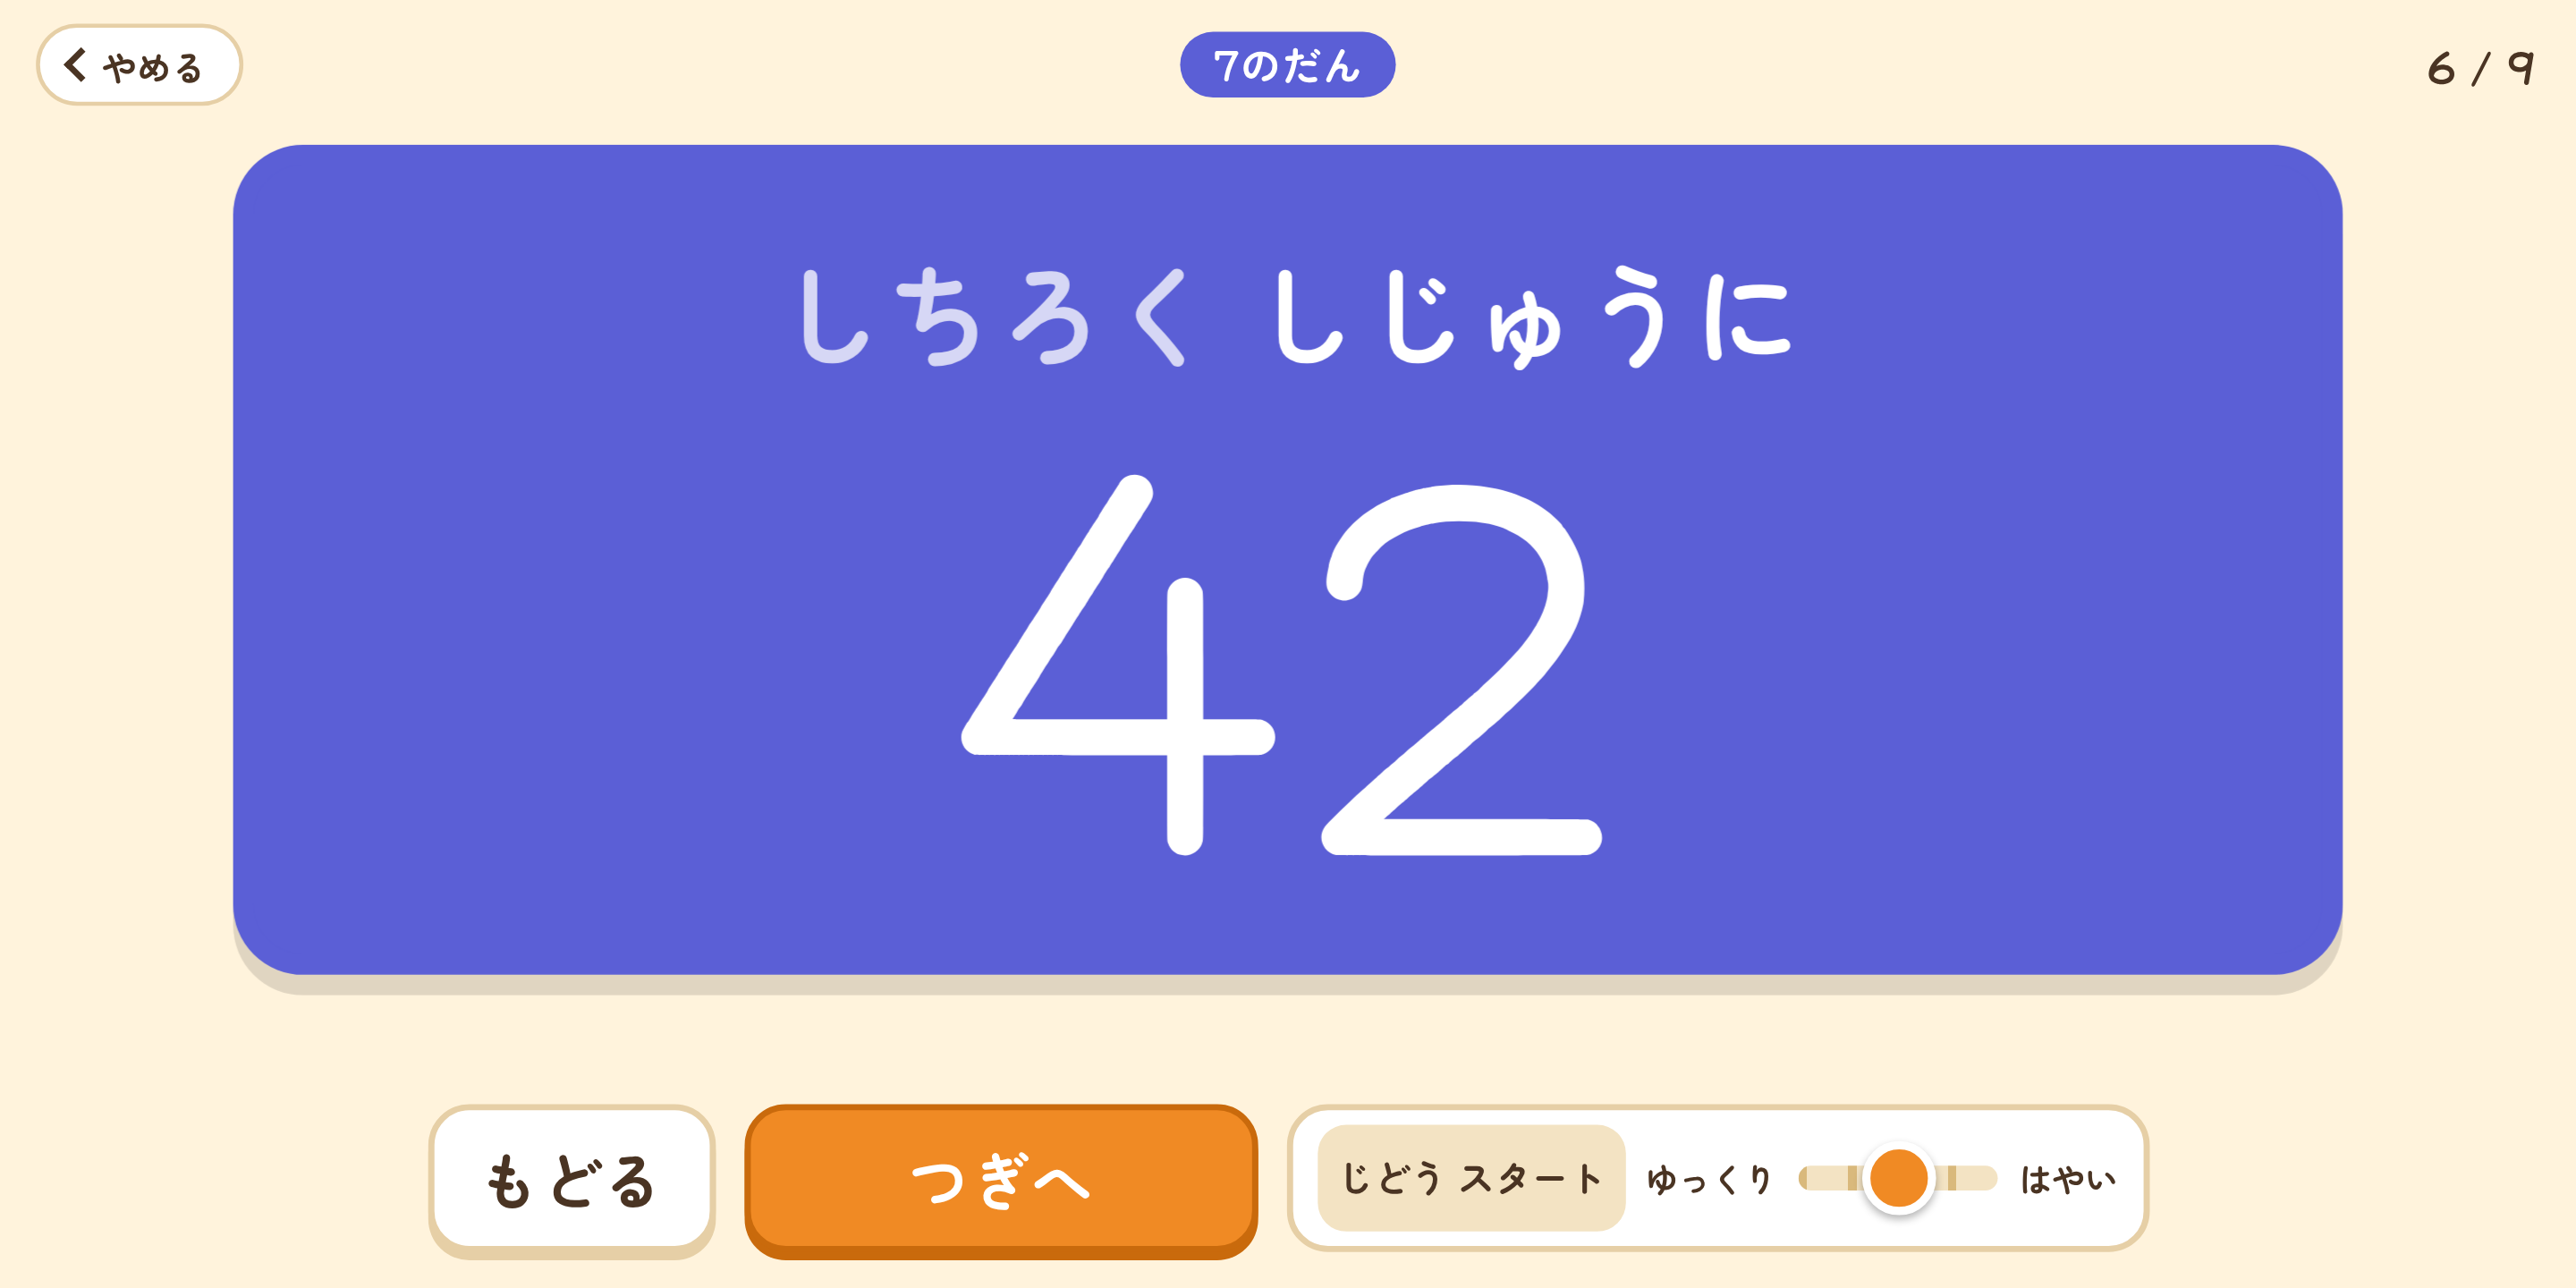 やめる
7のだん
6 / 9
しちろく しじゅうに
42
もどる
つぎへ
じどう スタート
ゆっくり
はやい